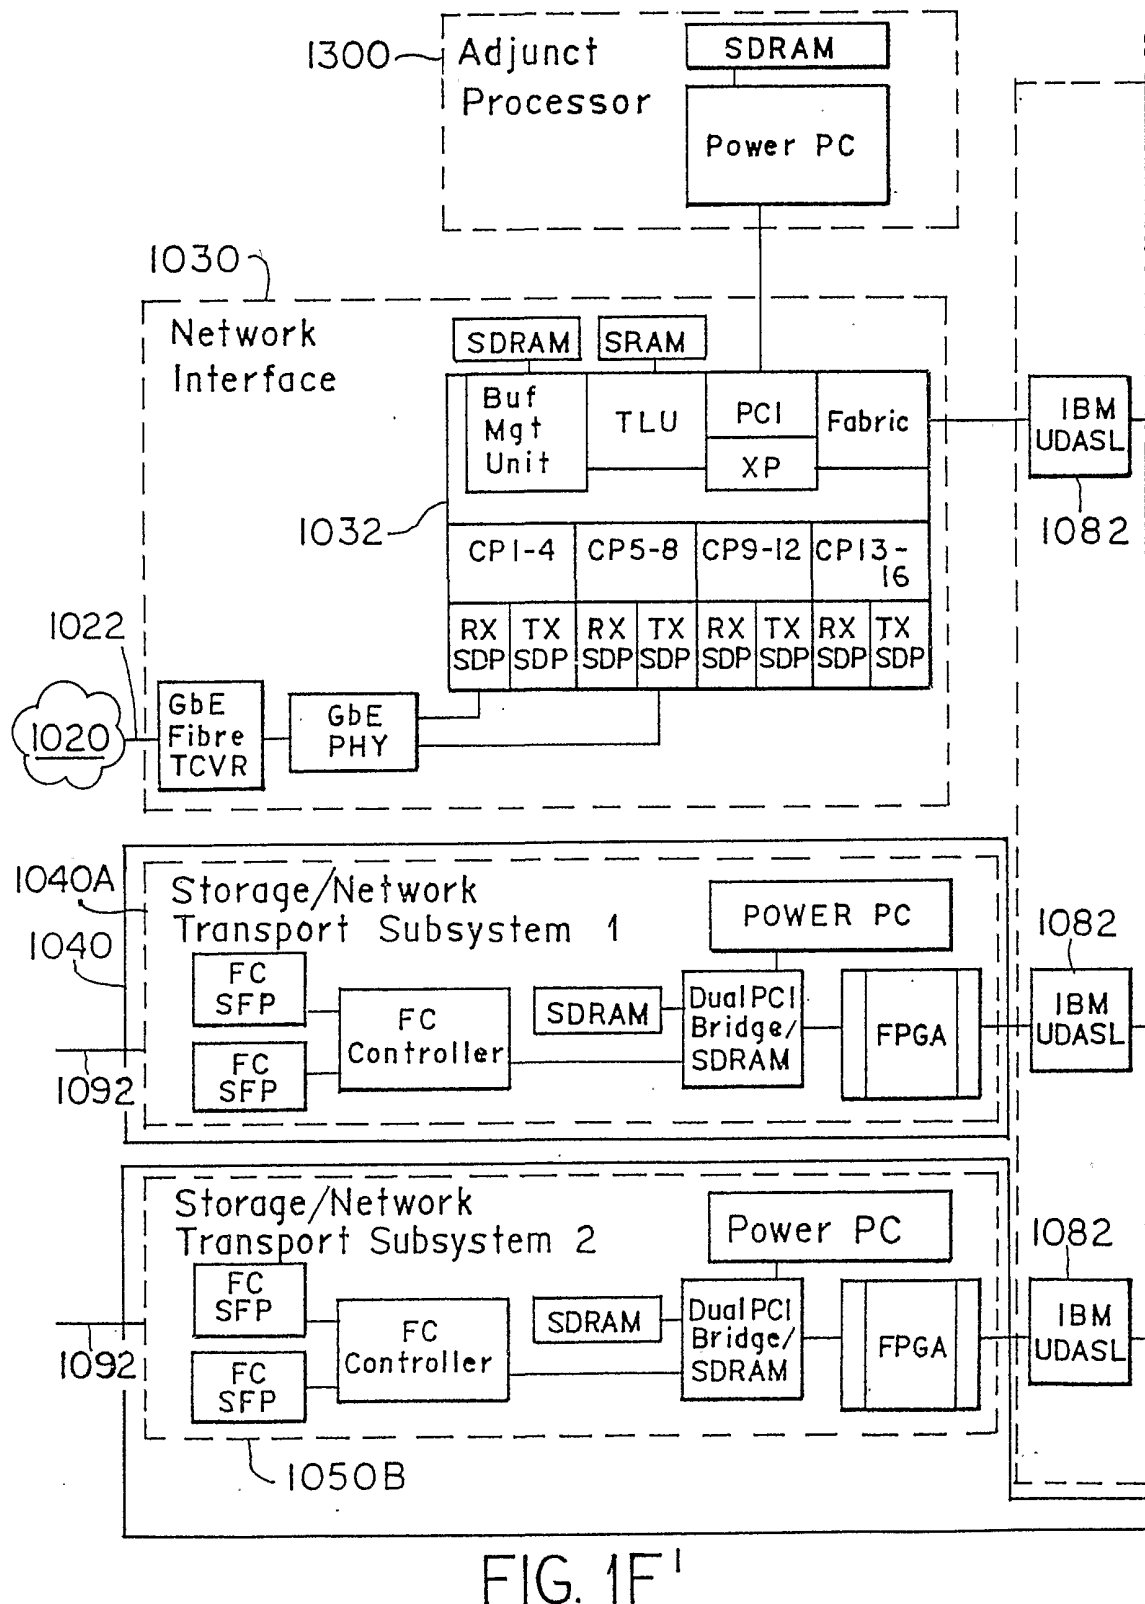 1300
Adjunct
Processor
SDRAM
Power PC
1030
Network
Interface
SDRAM
SRAM
Buf
Mgt
Unit
TLU
PCI
XP
Fabric
IBM
UDASL
1082
1032
CP1-4
CP5-8
CP9-12
CP13-
16
RX
SDP
TX
SDP
RX
SDP
TX
SDP
RX
SDP
TX
SDP
RX
SDP
TX
SDP
1022
1020
GbE
Fibre
TCVR
GbE
PHY
1040A
1040
Storage/Network
Transport Subsystem 1
POWER PC
1082
FC
SFP
FC
SFP
FC
Controller
SDRAM
Dual PCI
Bridge/
SDRAM
FPGA
IBM
UDASL
1092
Storage/Network
Transport Subsystem 2
Power PC
1082
FC
SFP
FC
SFP
FC
Controller
SDRAM
Dual PCI
Bridge/
SDRAM
FPGA
IBM
UDASL
1092
1050B
FIG. 1F'